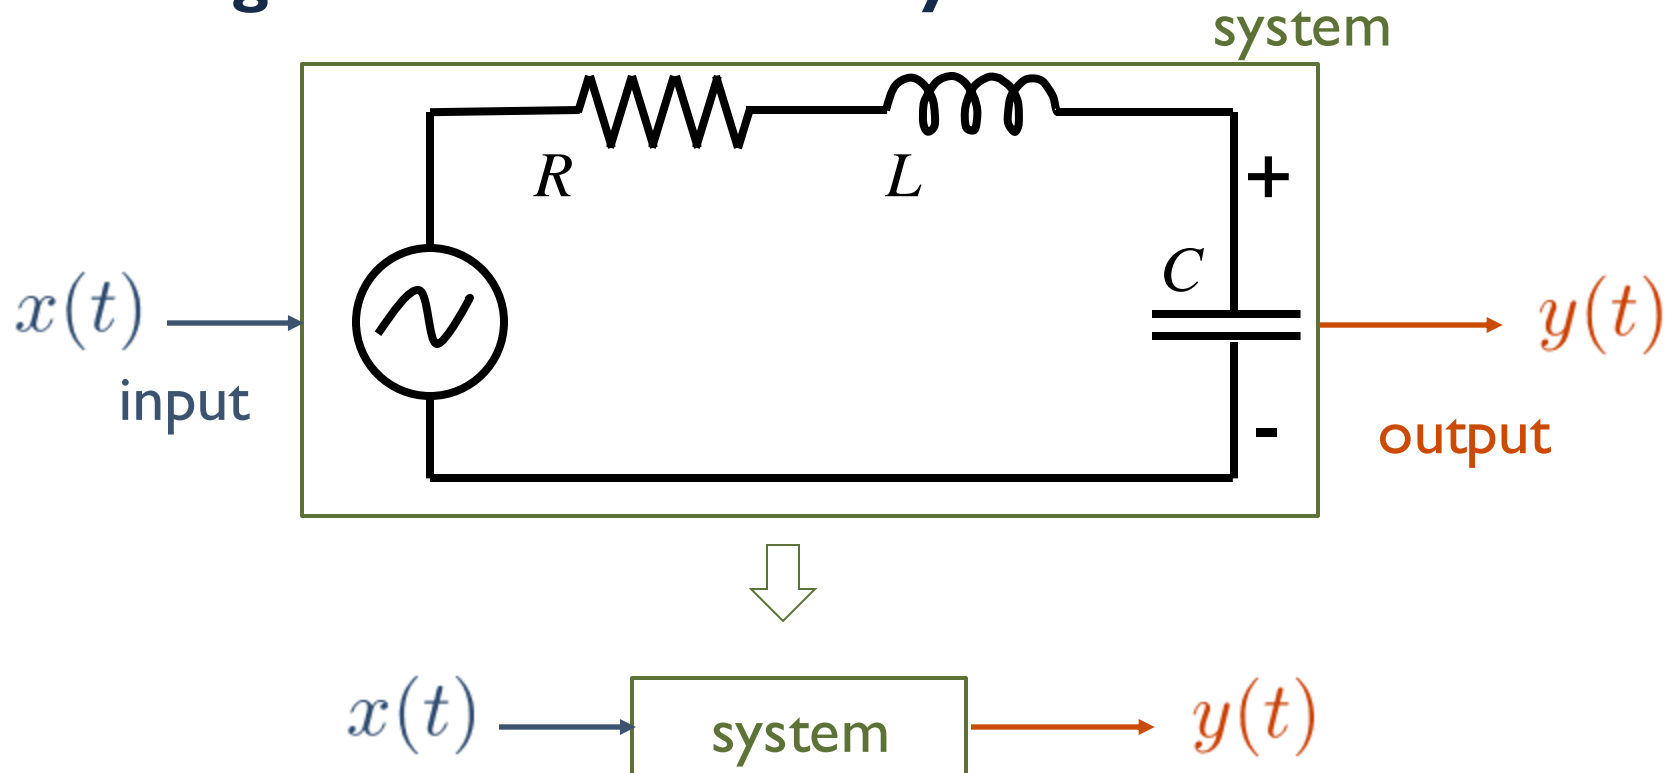 system
R
L
+
C
x(t)
y(t)
input
-
output
x(t)
system
y(t)